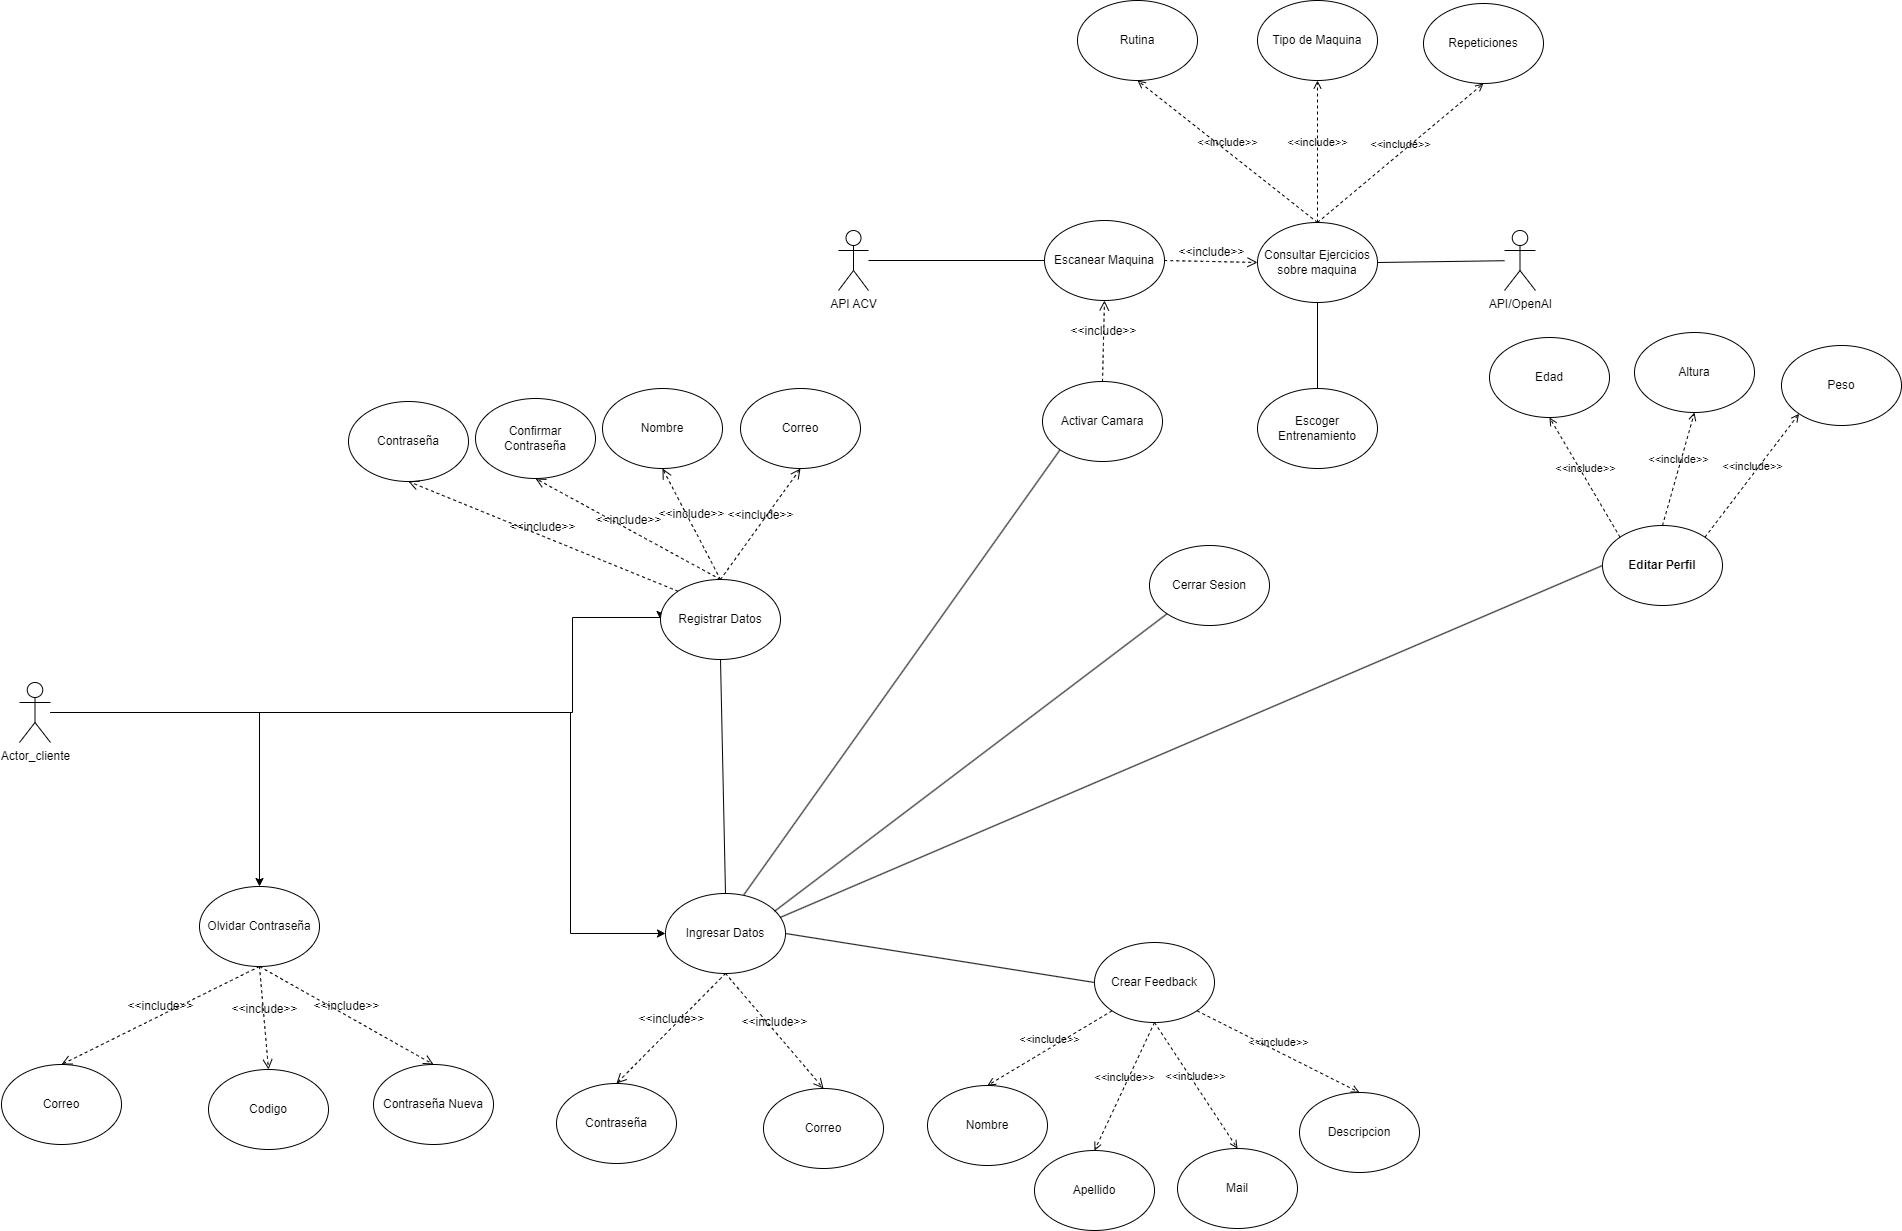 Rutina
Tipo de Maquina
Repeticiones
<<include>>
<<include>>
<<include>>
Escanear Maquina
<<include>>
Consultar Ejercicios
sobre maquina
API ACV
API/OpenAI
<<include>>
Edad
Altura
Peso
Contraseña
Confirmar
Contraseña
Nombre
Correo
Activar Camara
Escoger
Entrenamiento
<<include>>
<<include>>
<<include>>
<<include>>
<<include>>
<<include>>
<<include>>
Cerrar Sesion
Editar Perfil
Registrar Datos
Actor_cliente
Olvidar Contraseña
Ingresar Datos
Crear Feedback
<<include>>
<<include>>
<<include>>
<<include>>
<<include>>
<<include>>
<<include>>
<<include>>
<<include>>
Correo
Codigo
Contraseña Nueva
Contraseña
Correo
Nombre
Descripcion
Apellido
Mail